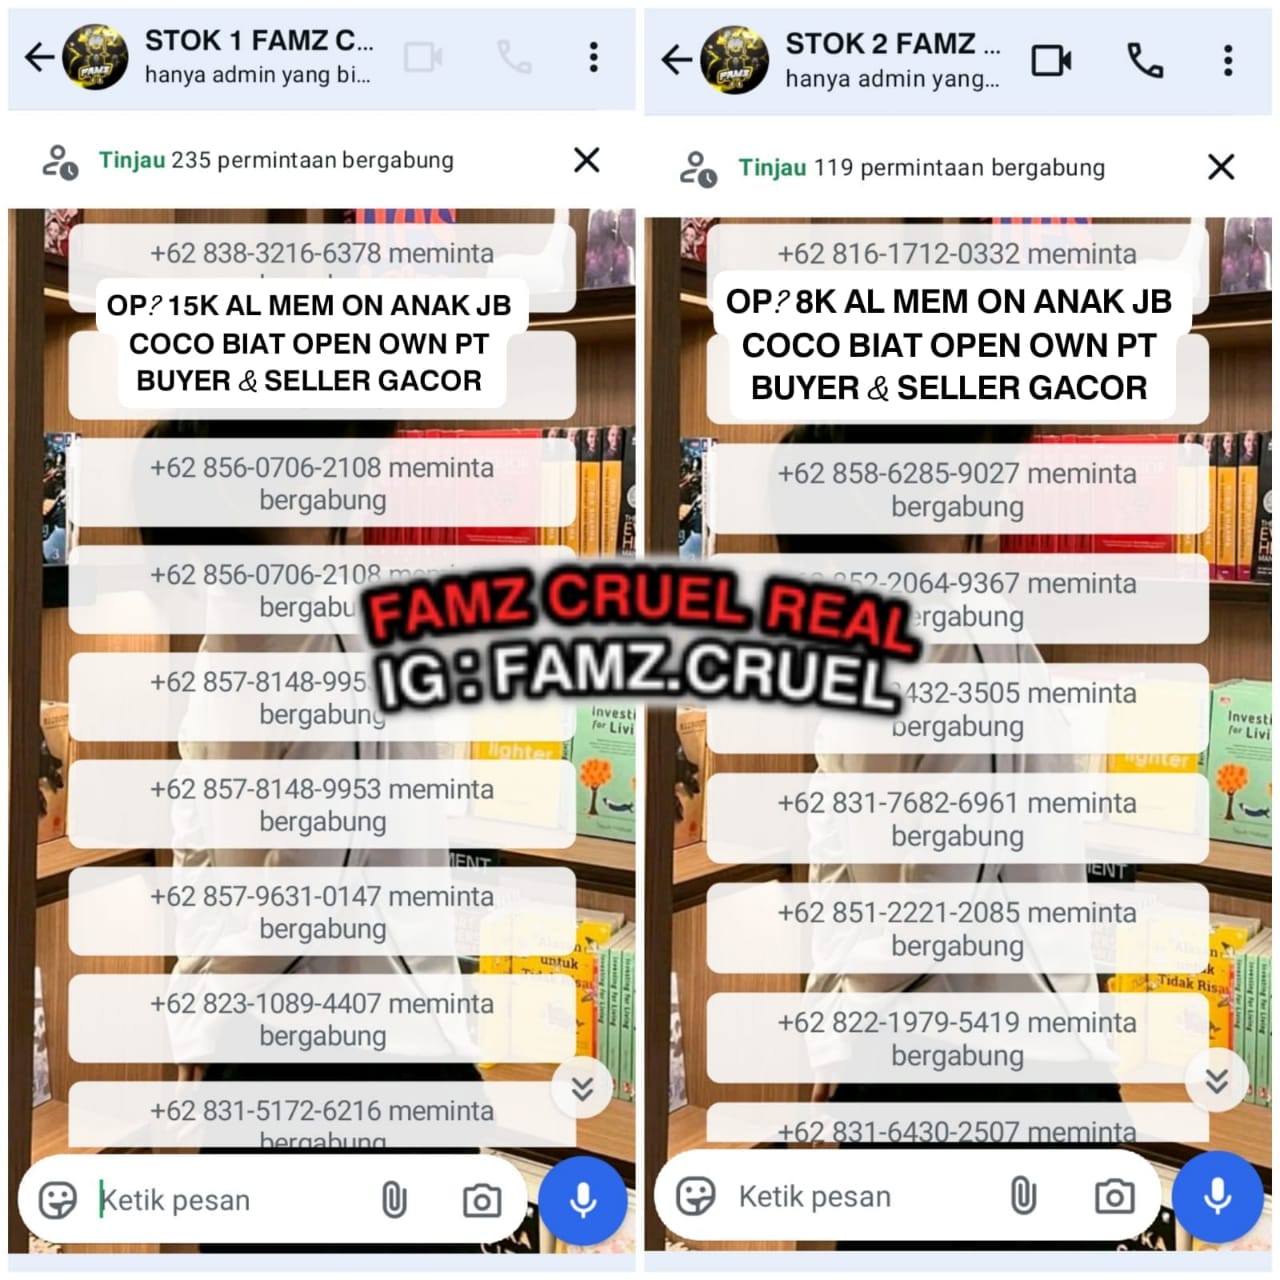 STOK 1 FAMZ C...
hanya admin yang bi...
Tinjau 235 permintaan bergabung
+62 838-3216-6378 meminta
OP? 15K AL MEM ON ANAK JB
COCO BIAT OPEN OWN PT
BUYER & SELLER GACOR
+62 856-0706-2108 meminta
bergabung
+62 856-0706-2108
bergabu
+62 857-8148-995
bergabung
+62 857-8148-9953 meminta
bergabung
+62 857-9631-0147 meminta
bergabung
+62 823-1089-4407 meminta
bergabung
+62 831-5172-6216 meminta
bergabung
Ketik pesan
STOK 2 FAMZ ...
hanya admin yang...
Tinjau 119 permintaan bergabung
+62 816-1712-0332 meminta
OP? 8K AL MEM ON ANAK JB
COCO BIAT OPEN OWN PT
BUYER & SELLER GACOR
+62 858-6285-9027 meminta
bergabung
852-2064-9367 meminta
ergabung
432-3505 meminta
bergabung
+62 831-7682-6961 meminta
bergabung
+62 851-2221-2085 meminta
bergabung
+62 822-1979-5419 meminta
bergabung
+62 831-6430-2507 meminta
Ketik pesan
FAMZ CRUEL REAL
IG : FAMZ.CRUEL